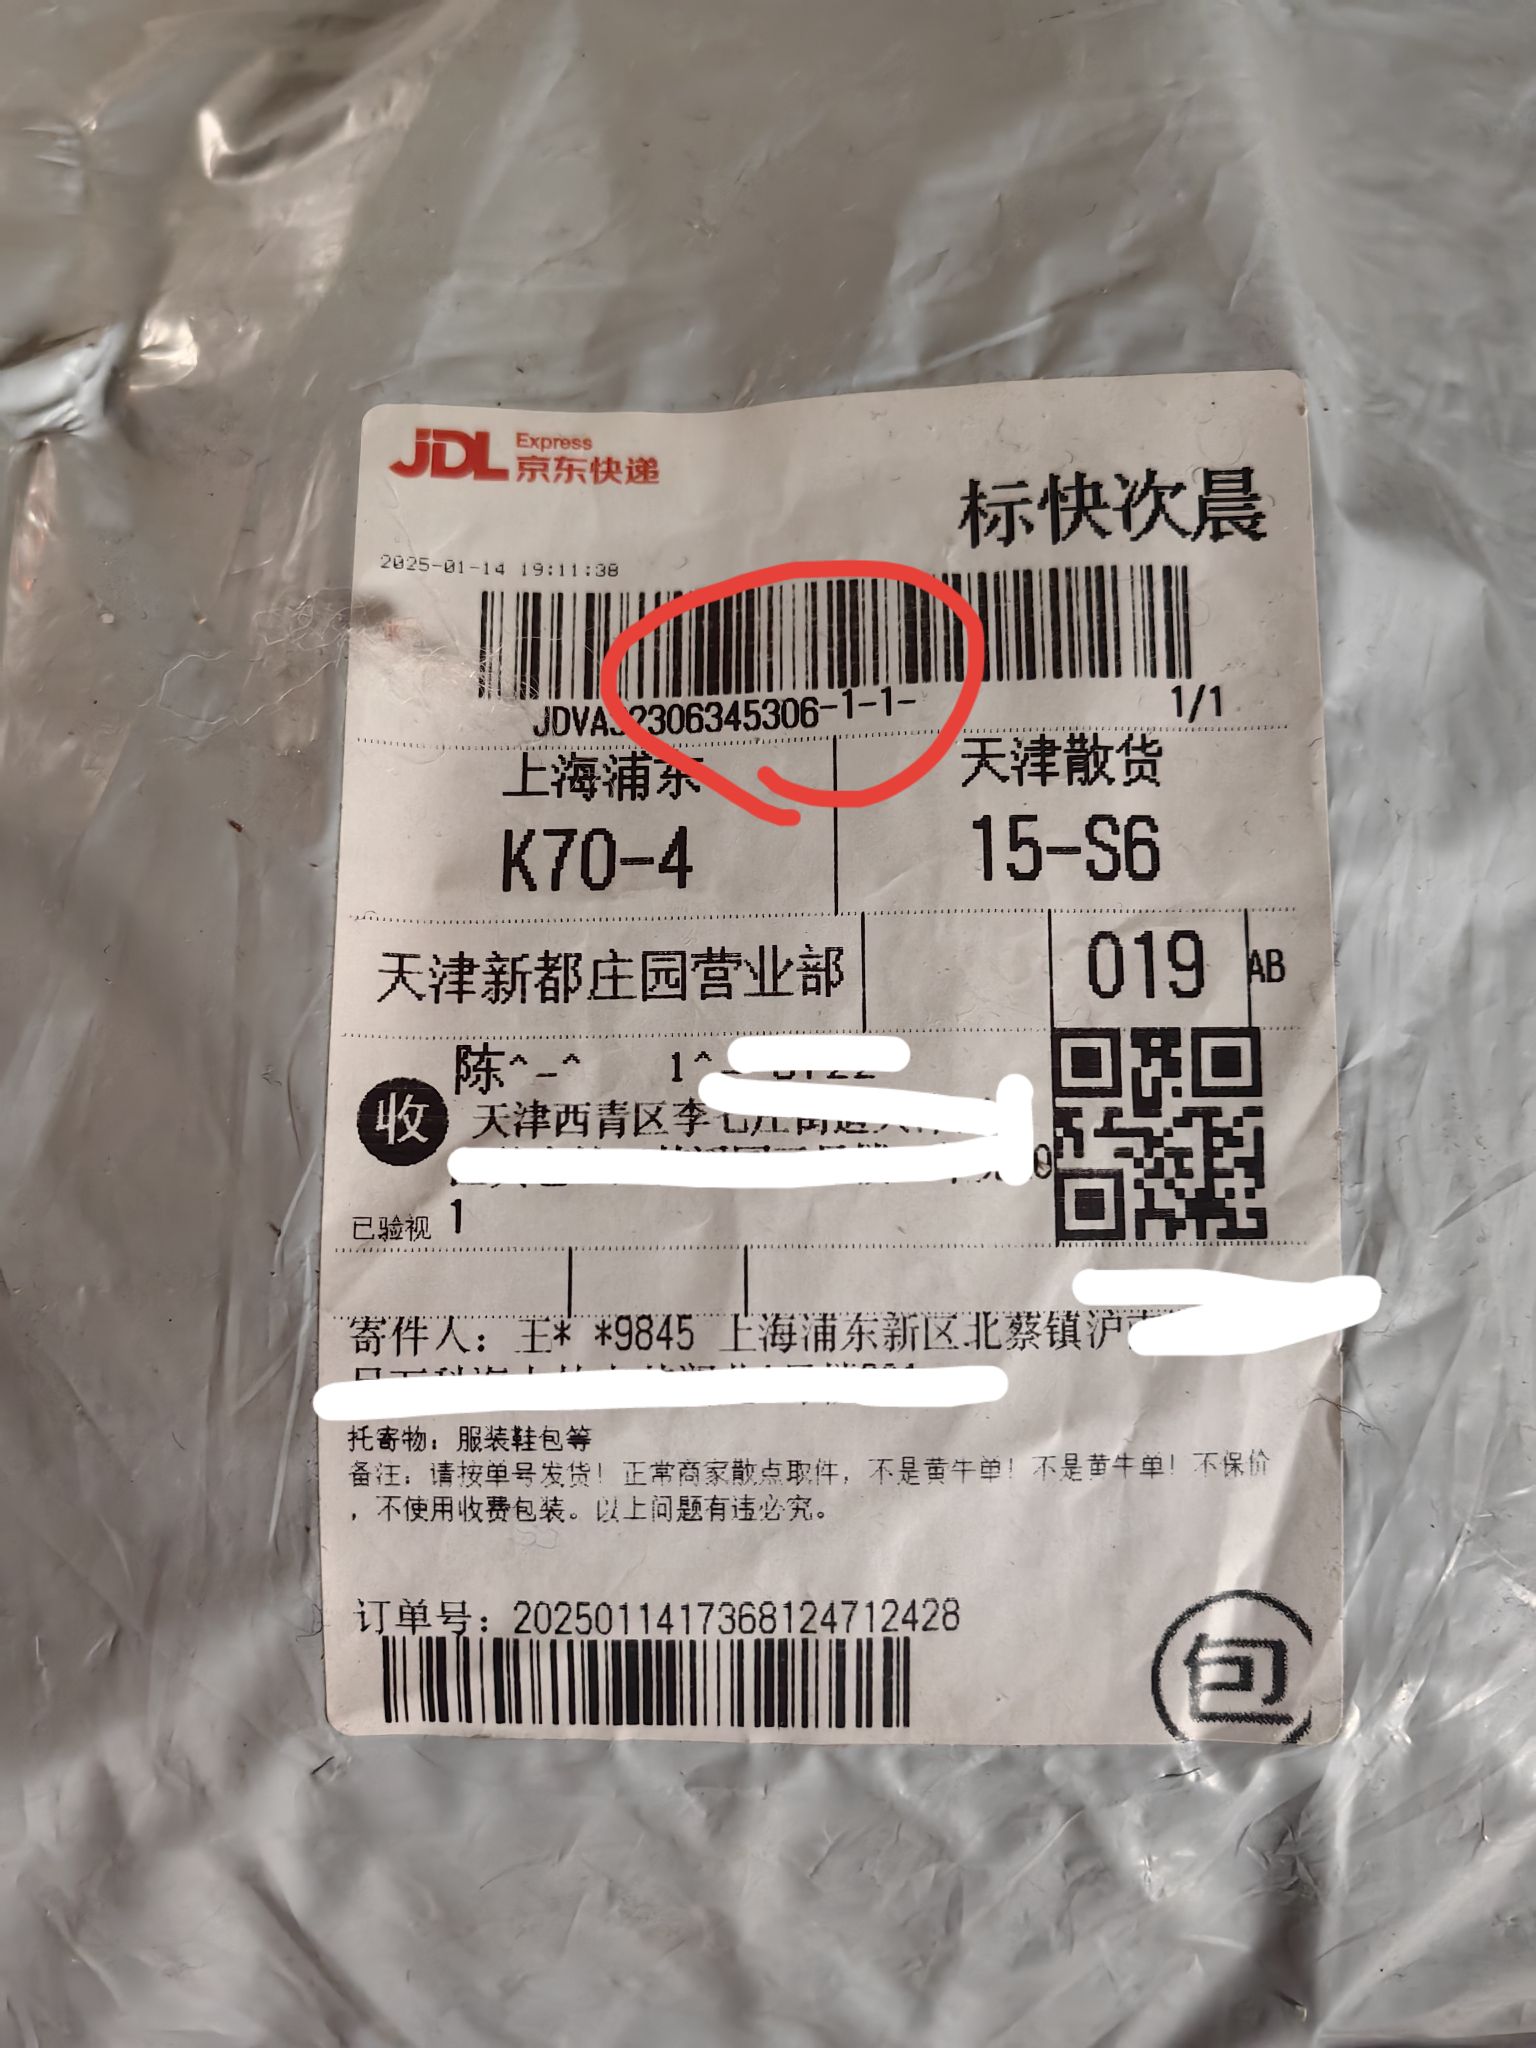 JDL Express
京东快递
标快次晨
2025-01-14 19:11:38
2306345306-1-1- 1/1
上海浦东 天津散货
K70-4 15-S6
天津新都庄园营业部 019 AB
陈^-^ 1^-
收 天津西青区李
1
已验视
寄件人: 王* *9845 上海浦东新区北蔡镇沪
托寄物: 服装鞋包等
备注: 请按单号发货! 正常商家散点取件, 不是黄牛单! 不是黄牛单! 不保价
, 不使用收费包装。以上问题有违必究。
订单号: 2025011417368124712428
包